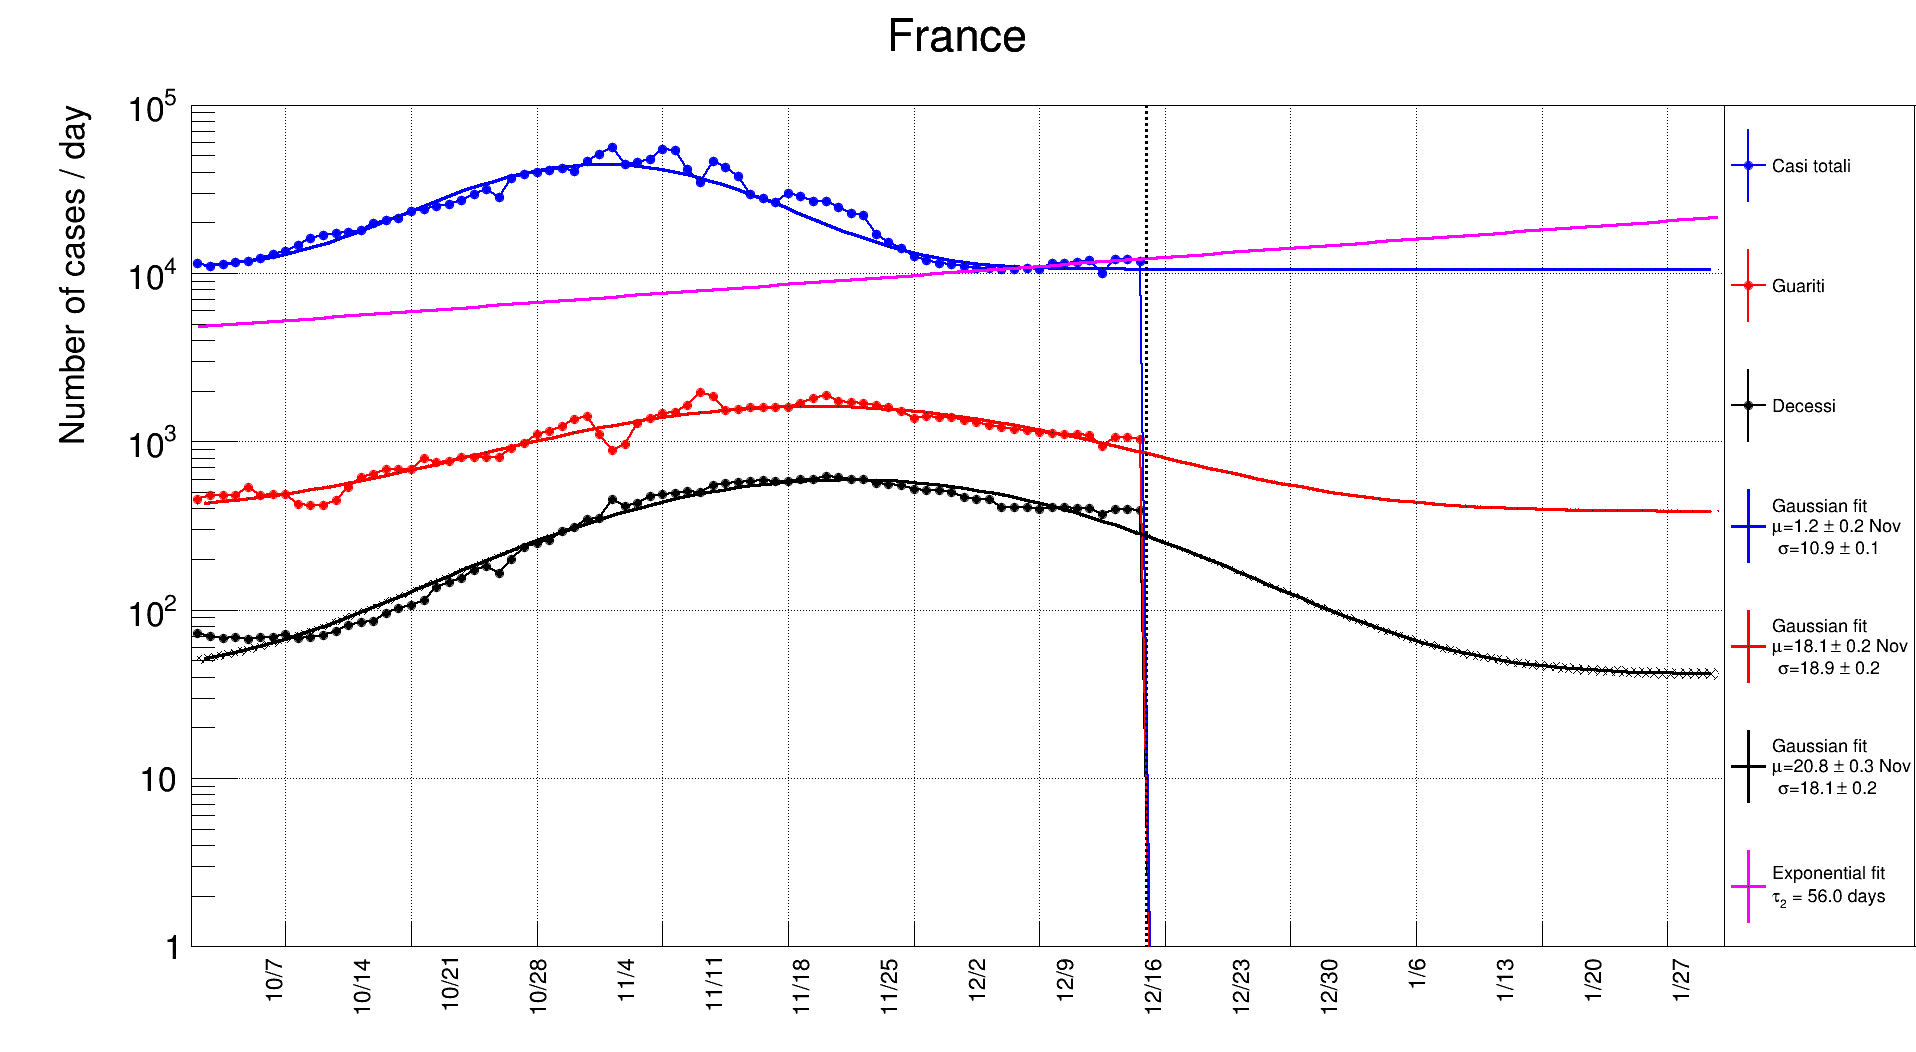 France
Number of cases / day
10^5
10^4
10^3
10^2
10
1
10/7
10/14
10/21
10/28
11/4
11/11
11/18
11/25
12/2
12/9
12/16
12/23
12/30
1/6
1/13
1/20
1/27
Casi totali
Guariti
Decessi
Gaussian fit
μ=1.2 ± 0.2 Nov
σ=10.9 ± 0.1
Gaussian fit
μ=18.1 ± 0.2 Nov
σ=18.9 ± 0.2
Gaussian fit
μ=20.8 ± 0.3 Nov
σ=18.1 ± 0.2
Exponential fit
τ₂ = 56.0 days